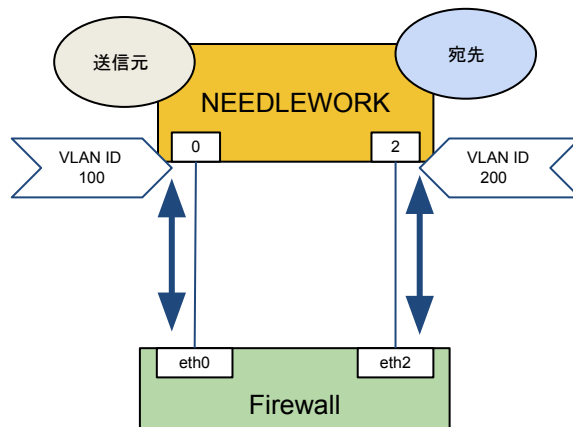 送信元
宛先
NEEDLEWORK
0
2
VLAN ID
100
VLAN ID
200
eth0
eth2
Firewall